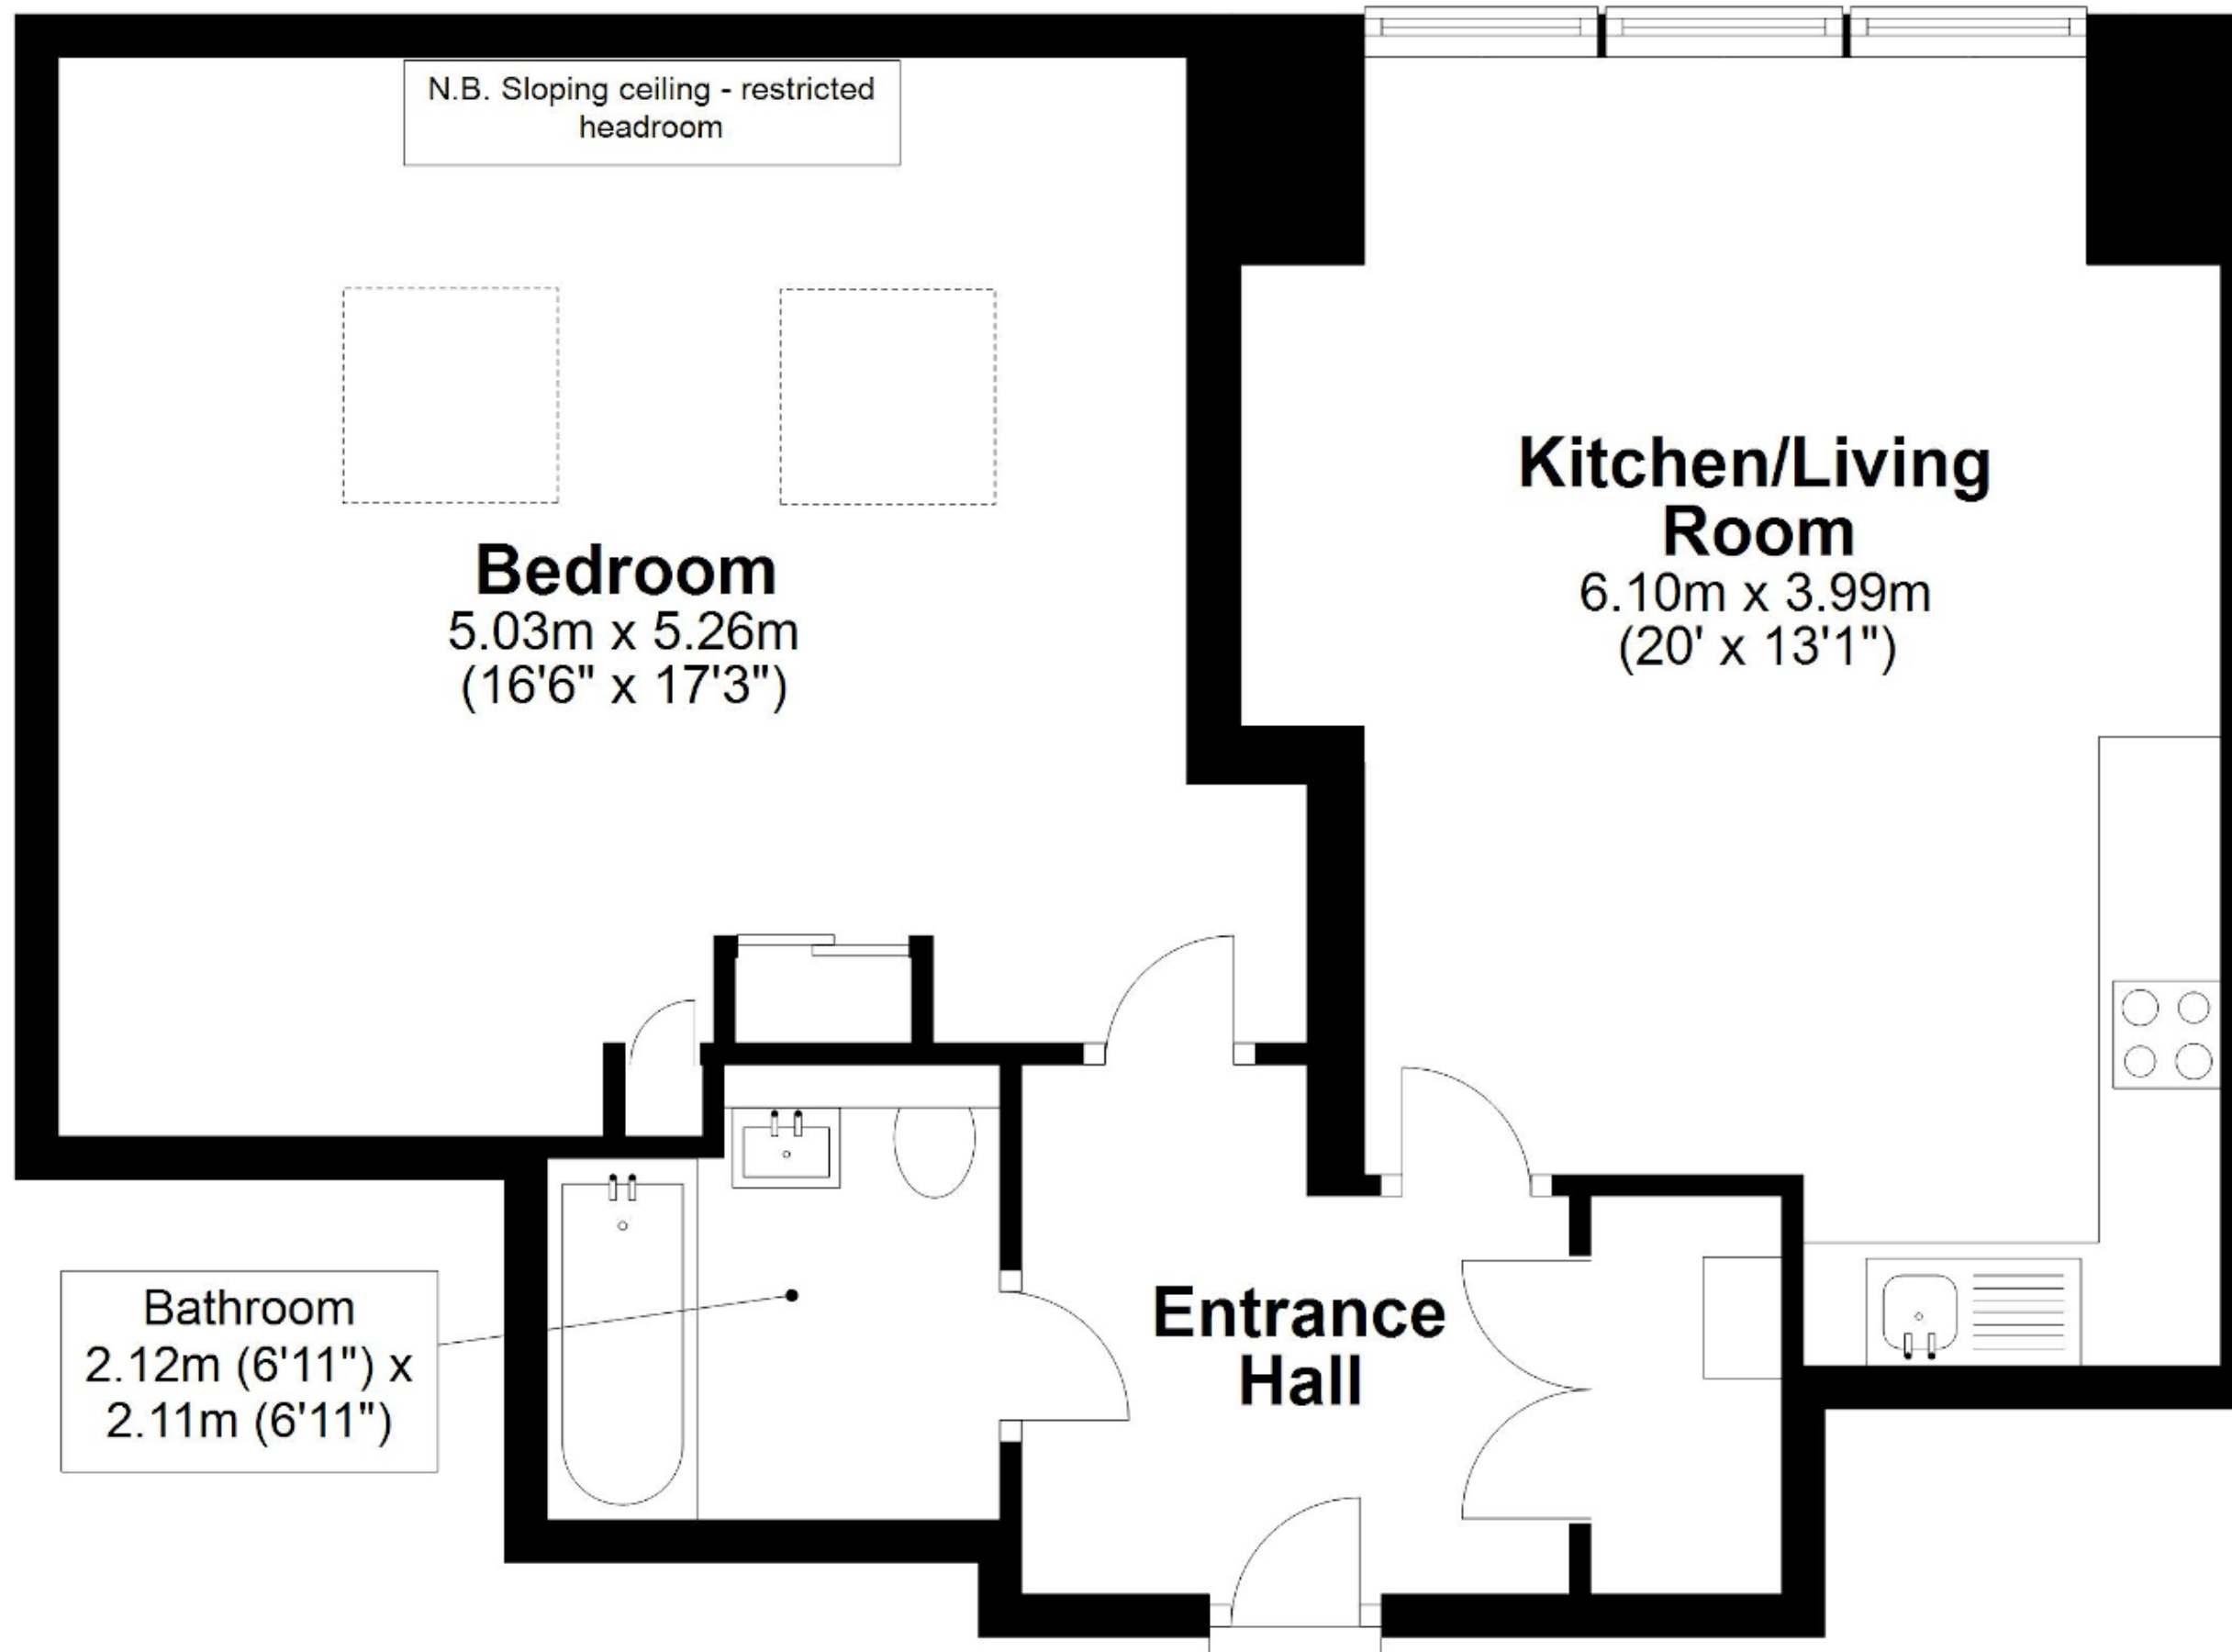 N.B. Sloping ceiling - restricted
headroom
Kitchen/Living
Room
6.10m x 3.99m
(20' x 13'1")
Bedroom
5.03m x 5.26m
(16'6" x 17'3")
Bathroom
2.12m (6'11") x
2.11m (6'11")
Entrance
Hall